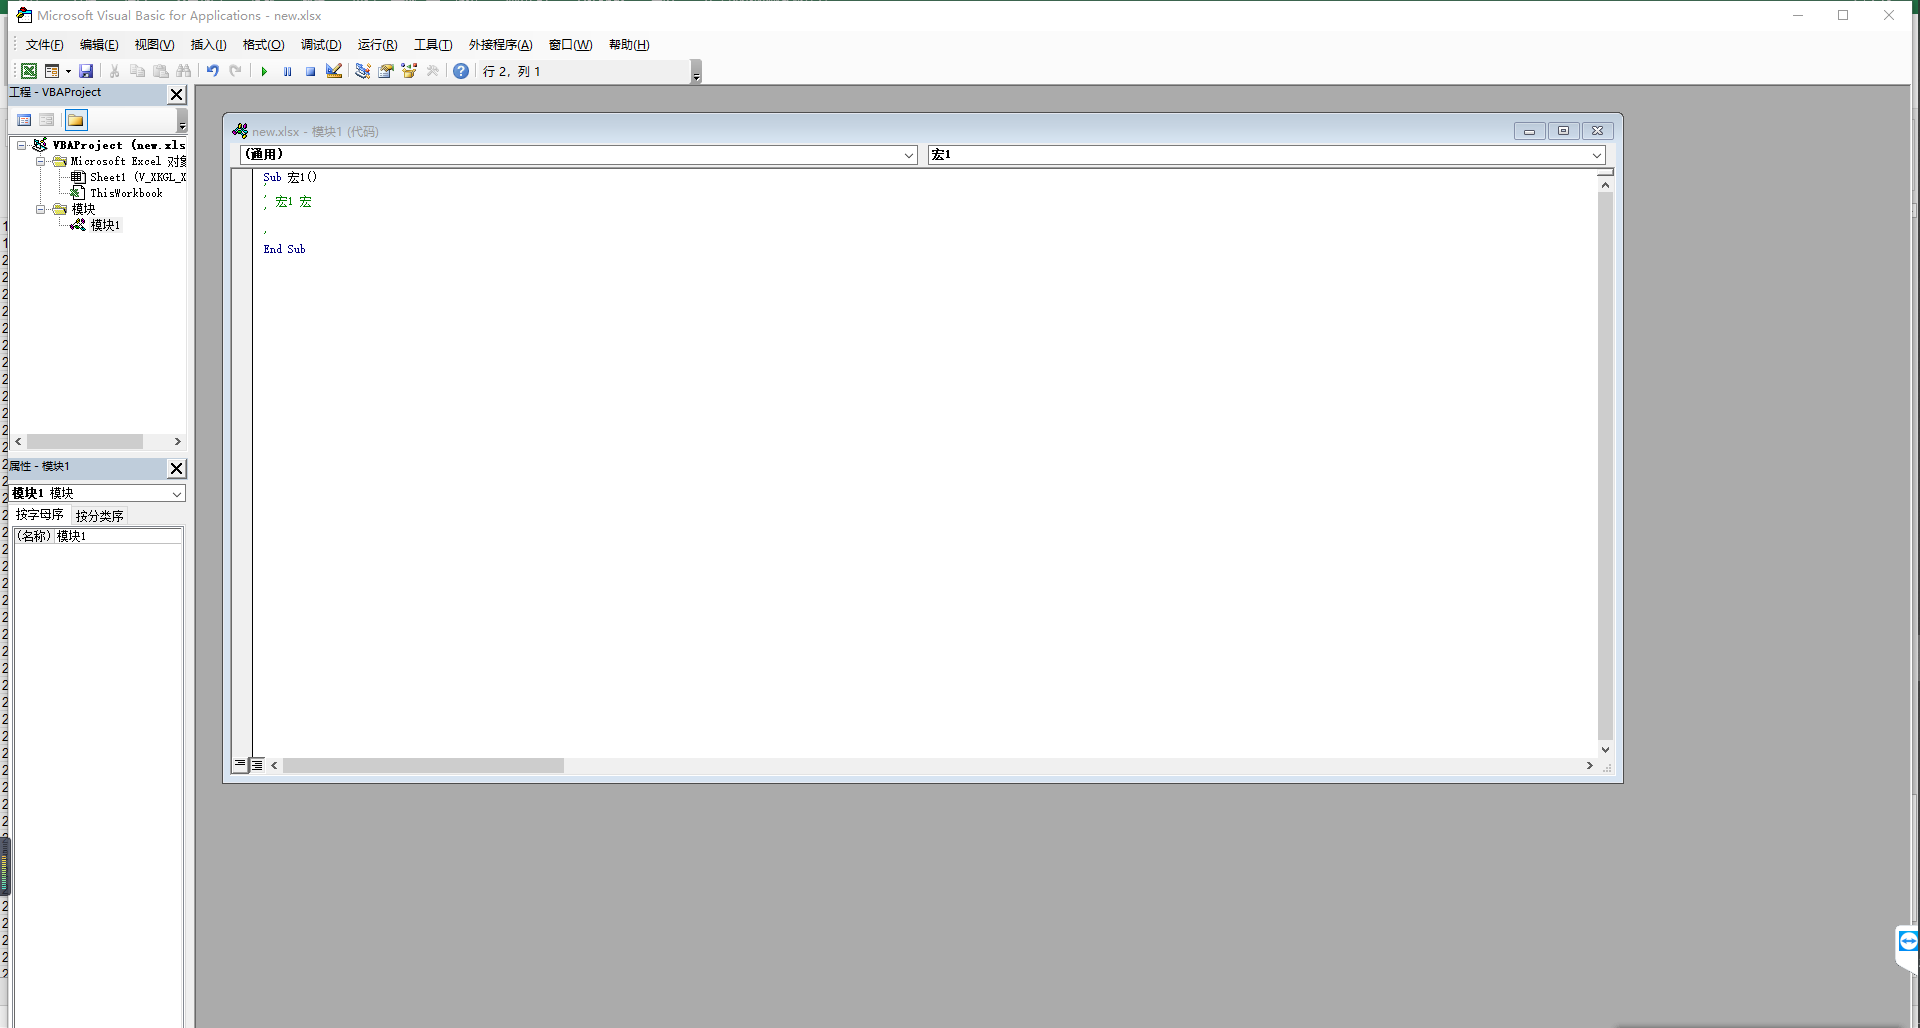 Microsoft Visual Basic for Applications - new.xlsx
文件(F) 编辑(E) 视图(V) 插入(I) 格式(O) 调试(D) 运行(R) 工具(T) 外接程序(A) 窗口(W) 帮助(H)
行 2，列 1
工程 - VBAProject
VBAProject (new.xls
Microsoft Excel 对象
Sheet1 (V_XKGL_X
ThisWorkbook
模块
模块1
属性 - 模块1
模块1 模块
按字母序 按分类序
(名称) 模块1
new.xlsx - 模块1 (代码)
(通用) 宏1
Sub 宏1()
'
' 宏1 宏
'
'
End Sub